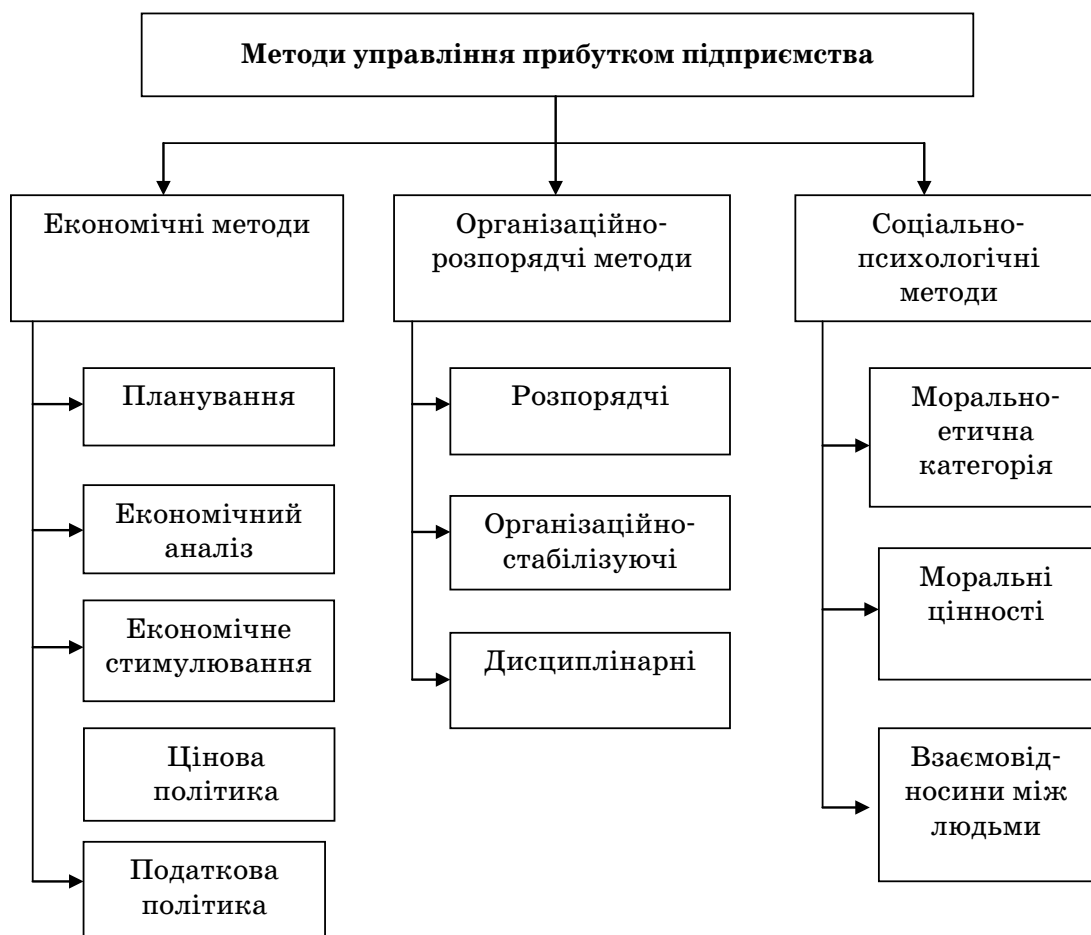 Методи управління прибутком підприємства
Економічні методи
Організаційно-
розпорядчі методи
Соціально-
психологічні
методи
Планування
Економічний
аналіз
Економічне
стимулювання
Цінова
політика
Податкова
політика
Розпорядчі
Організаційно-
стабілізуючі
Дисциплінарні
Морально-
етична
категорія
Моральні
цінності
Взаємовід-
носини між
людьми